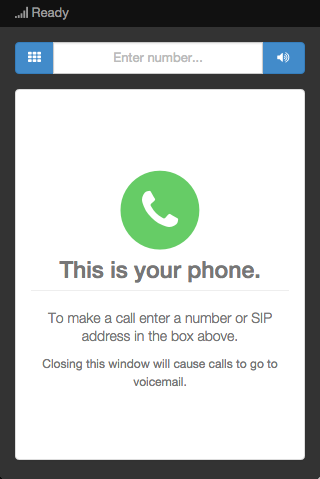 Ready
Enter number...
This is your phone.
To make a call enter a number or SIP
address in the box above.
Closing this window will cause calls to go to
voicemail.